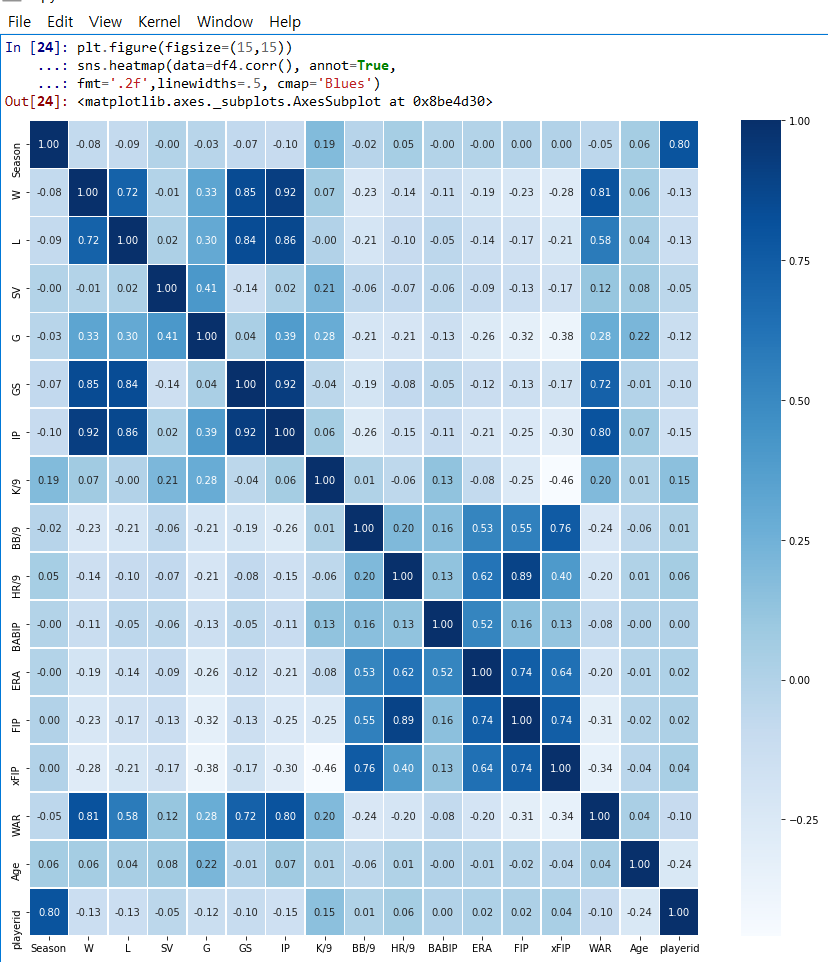 File Edit View Kernel Window Help
In [24]: plt.figure(figsize=(15,15))
...: sns.heatmap(data=df4.corr(), annot=True,
...: fmt='.2f',linewidths=.5, cmap='Blues')
Out[24]: <matplotlib.axes._subplots.AxesSubplot at 0x8be4d30>
Season 1.00 -0.08 -0.09 -0.00 -0.03 -0.07 -0.10 0.19 -0.02 0.05 -0.00 -0.00 0.00 0.00 -0.05 0.06 0.80
W -0.08 1.00 0.72 -0.01 0.33 0.85 0.92 0.07 -0.23 -0.14 -0.11 -0.19 -0.23 -0.28 0.81 0.06 -0.13
L -0.09 0.72 1.00 0.02 0.30 0.84 0.86 -0.00 -0.21 -0.10 -0.05 -0.14 -0.17 -0.21 0.58 0.04 -0.13
SV -0.00 -0.01 0.02 1.00 0.41 -0.14 0.02 0.21 -0.06 -0.07 -0.06 -0.09 -0.13 -0.17 0.12 0.08 -0.05
G -0.03 0.33 0.30 0.41 1.00 0.04 0.39 0.28 -0.21 -0.21 -0.13 -0.26 -0.32 -0.38 0.28 0.22 -0.12
GS -0.07 0.85 0.84 -0.14 0.04 1.00 0.92 -0.04 -0.19 -0.08 -0.05 -0.12 -0.13 -0.17 0.72 -0.01 -0.10
IP -0.10 0.92 0.86 0.02 0.39 0.92 1.00 0.06 -0.26 -0.15 -0.11 -0.21 -0.25 -0.30 0.80 0.07 -0.15
K/9 0.19 0.07 -0.00 0.21 0.28 -0.04 0.06 1.00 0.01 -0.06 0.13 -0.08 -0.25 -0.46 0.20 0.01 0.15
BB/9 -0.02 -0.23 -0.21 -0.06 -0.21 -0.19 -0.26 0.01 1.00 0.20 0.16 0.53 0.55 0.76 -0.24 -0.06 0.01
HR/9 0.05 -0.14 -0.10 -0.07 -0.21 -0.08 -0.15 -0.06 0.20 1.00 0.13 0.62 0.89 0.40 -0.20 0.01 0.06
BABIP -0.00 -0.11 -0.05 -0.06 -0.13 -0.05 -0.11 0.13 0.16 0.13 1.00 0.52 0.16 0.13 -0.08 -0.00 0.00
ERA -0.00 -0.19 -0.14 -0.09 -0.26 -0.12 -0.21 -0.08 0.53 0.62 0.52 1.00 0.74 0.64 -0.20 -0.01 0.02
FIP 0.00 -0.23 -0.17 -0.13 -0.32 -0.13 -0.25 -0.25 0.55 0.89 0.16 0.74 1.00 0.74 -0.31 -0.02 0.02
xFIP 0.00 -0.28 -0.21 -0.17 -0.38 -0.17 -0.30 -0.46 0.76 0.40 0.13 0.64 0.74 1.00 -0.34 -0.04 0.04
WAR -0.05 0.81 0.58 0.12 0.28 0.72 0.80 0.20 -0.24 -0.20 -0.08 -0.20 -0.31 -0.34 1.00 0.04 -0.10
Age 0.06 0.06 0.04 0.08 0.22 -0.01 0.07 0.01 -0.06 0.01 -0.00 -0.01 -0.02 -0.04 0.04 1.00 -0.24
playerid 0.80 -0.13 -0.13 -0.05 -0.12 -0.10 -0.15 0.15 0.01 0.06 0.00 0.02 0.02 0.04 -0.10 -0.24 1.00
Season W L SV G GS IP K/9 BB/9 HR/9 BABIP ERA FIP xFIP WAR Age playerid
1.00
0.75
0.50
0.25
0.00
−0.25